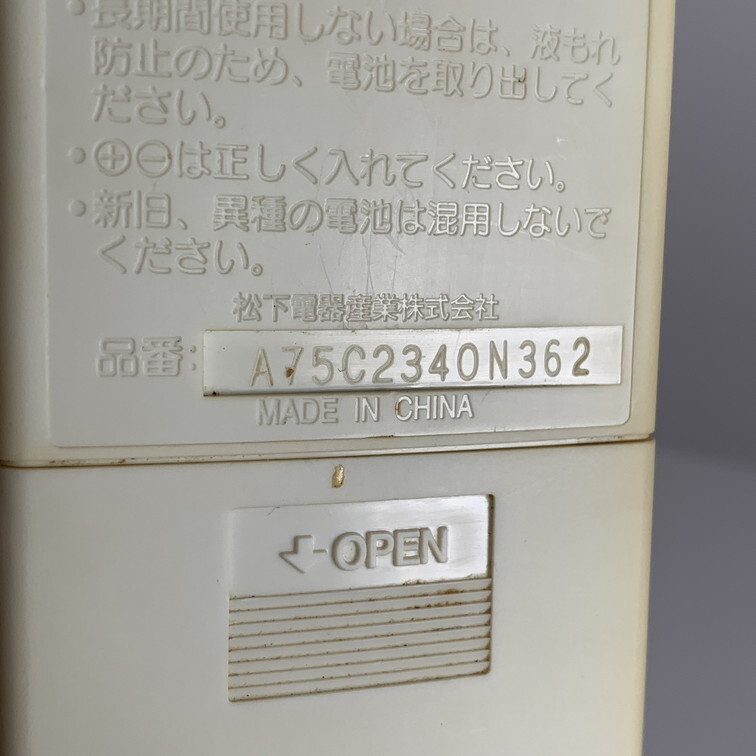 ・長期間使用しない場合は、液もれ
防止のため、電池を取り出してく
ださい。
・⊕⊖は正しく入れてください。
・新旧、異種の電池は混用しないで
ください。
松下電器産業株式会社
品番: A75C2340N362
MADE IN CHINA
OPEN